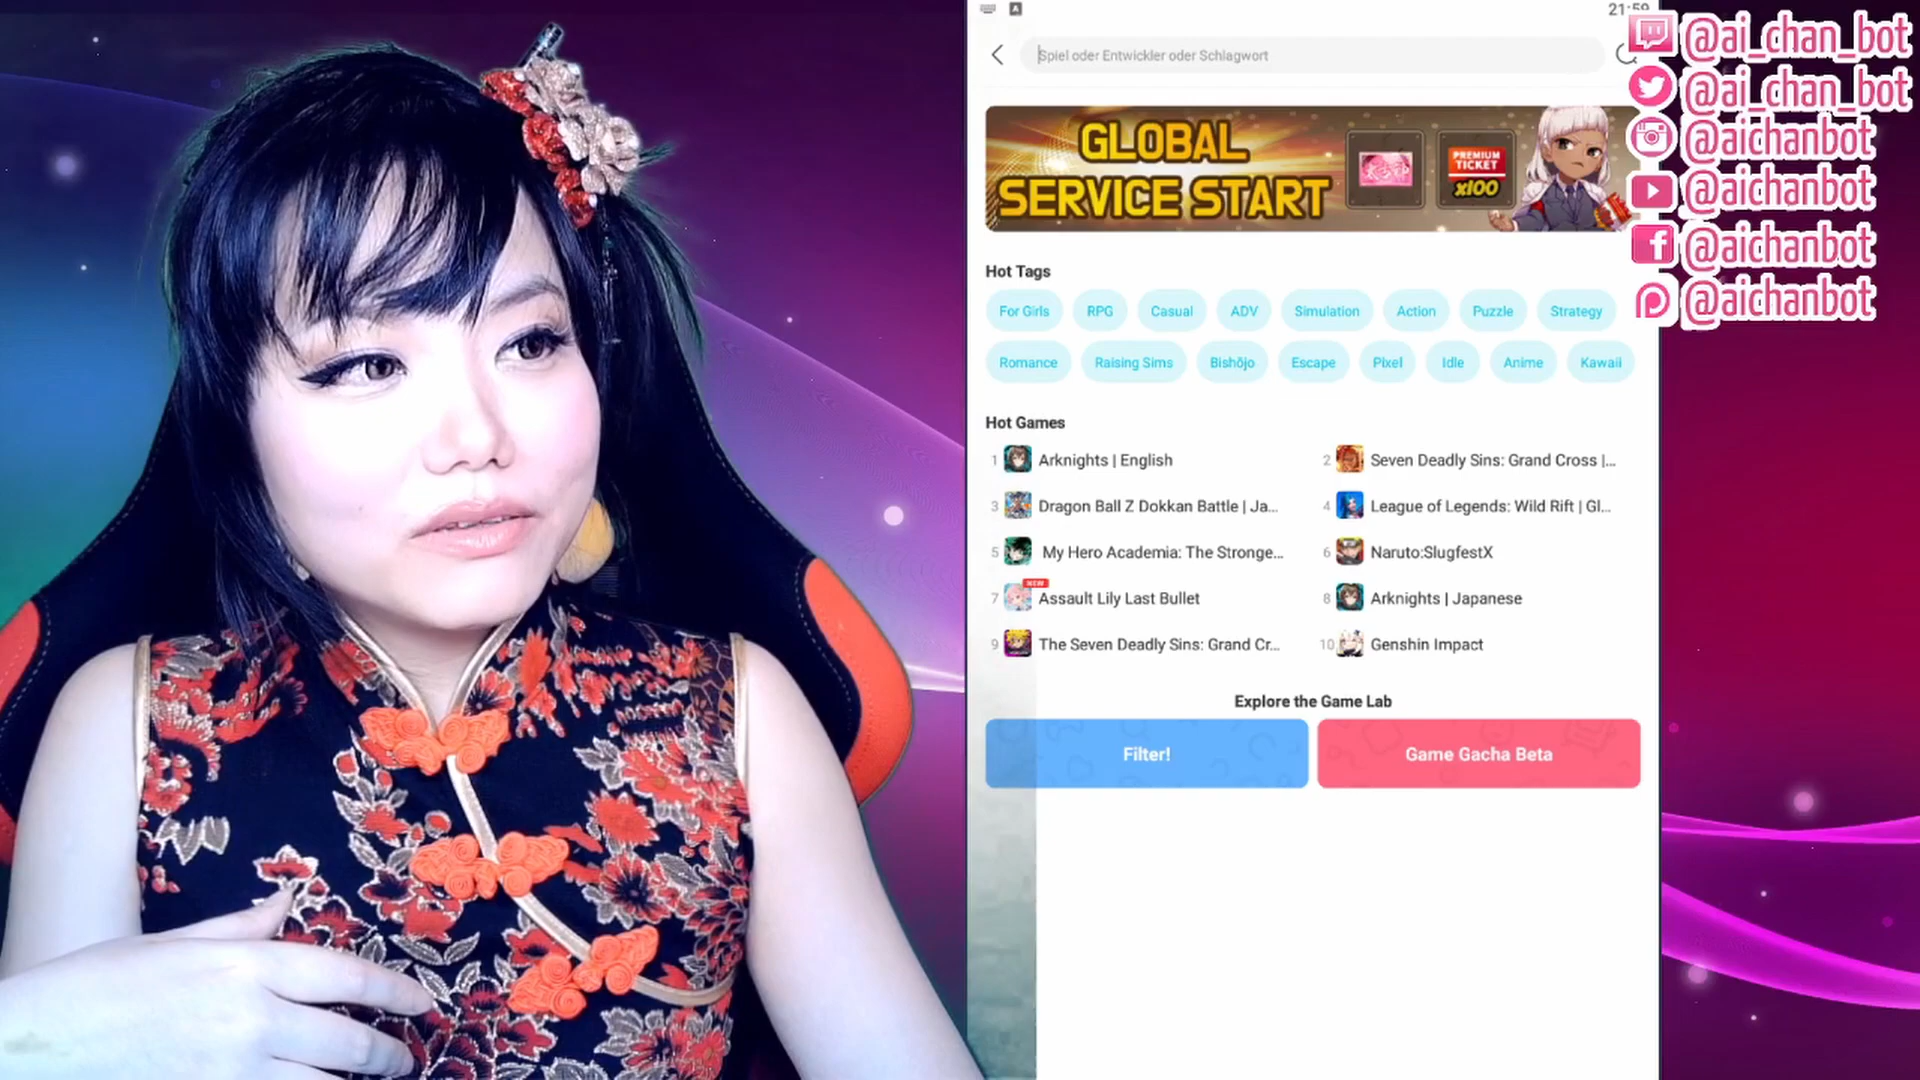 21:59
Spiel oder Entwickler oder Schlagwort
GLOBAL
SERVICE START
PREMIUM
TICKET
x100
Hot Tags
For Girls
RPG
Casual
ADV
Simulation
Action
Puzzle
Strategy
Romance
Raising Sims
Bishōjo
Escape
Pixel
Idle
Anime
Kawaii
Hot Games
1 Arknights | English
2 Seven Deadly Sins: Grand Cross |...
3 Dragon Ball Z Dokkan Battle | Ja...
4 League of Legends: Wild Rift | Gl...
5 My Hero Academia: The Stronge...
6 Naruto:SlugfestX
NEW
7 Assault Lily Last Bullet
8 Arknights | Japanese
9 The Seven Deadly Sins: Grand Cr...
10 Genshin Impact
Explore the Game Lab
Filter!
Game Gacha Beta
@ai_chan_bot
@ai_chan_bot
@aichanbot
@aichanbot
@aichanbot
@aichanbot